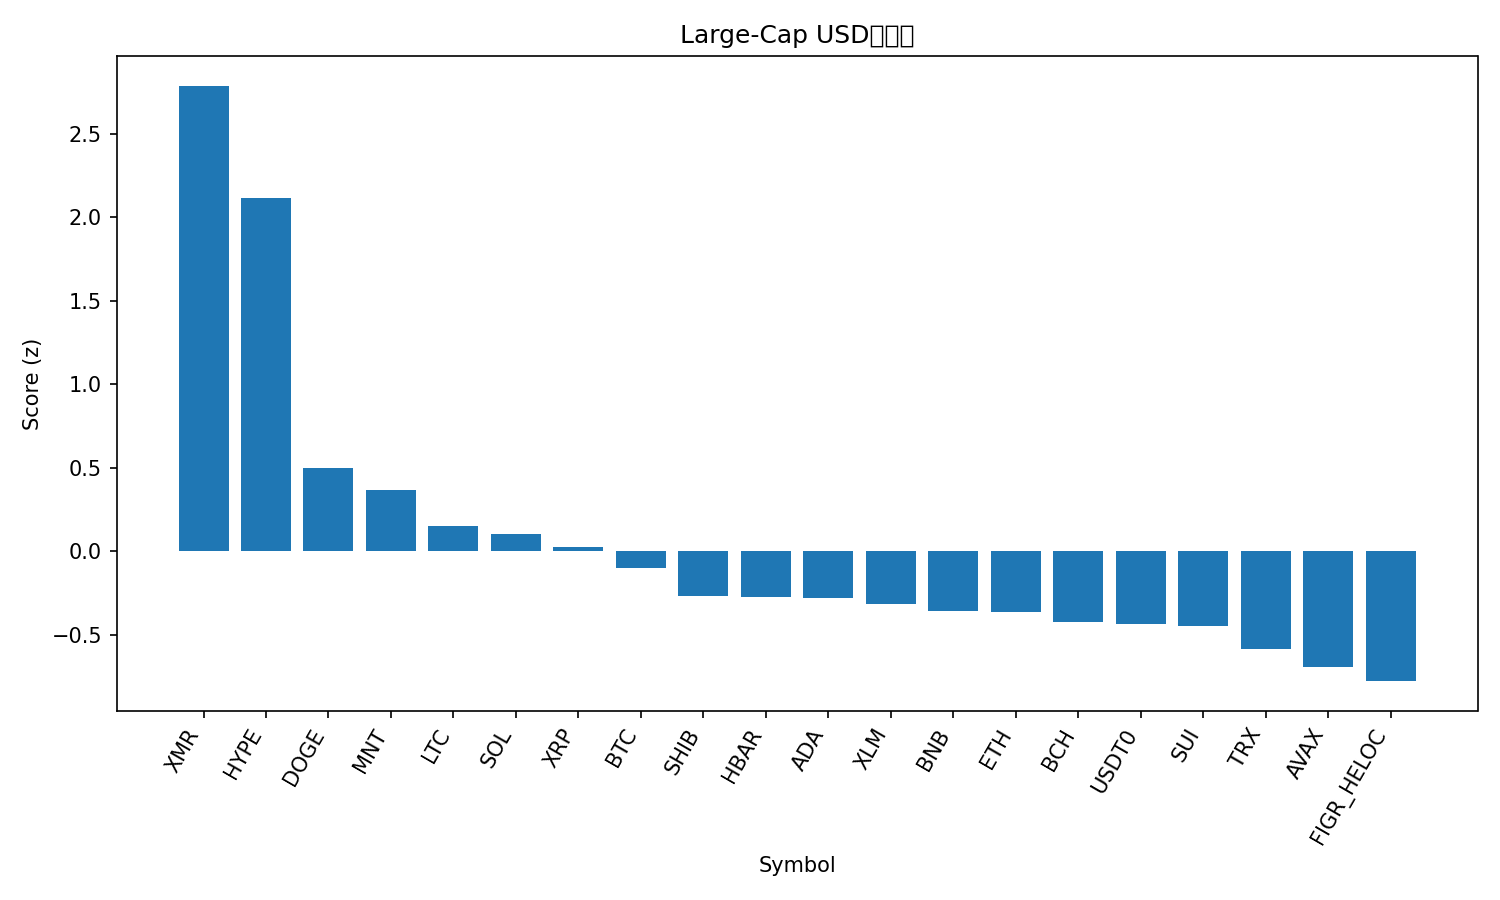 Large-Cap USD
2.5
2.0
1.5
1.0
0.5
0.0
−0.5
Score (z)
XMR
HYPE
DOGE
MNT
LTC
SOL
XRP
BTC
SHIB
HBAR
ADA
XLM
BNB
ETH
BCH
USDT0
SUI
TRX
AVAX
FIGR_HELOC
Symbol